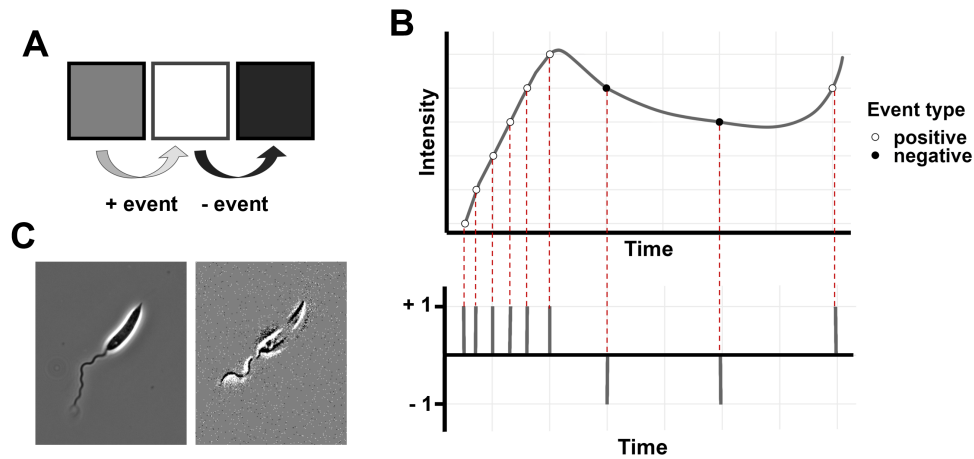 A
+ event - event
B
Intensity
Time
Event type
positive
negative
+ 1
- 1
Time
C